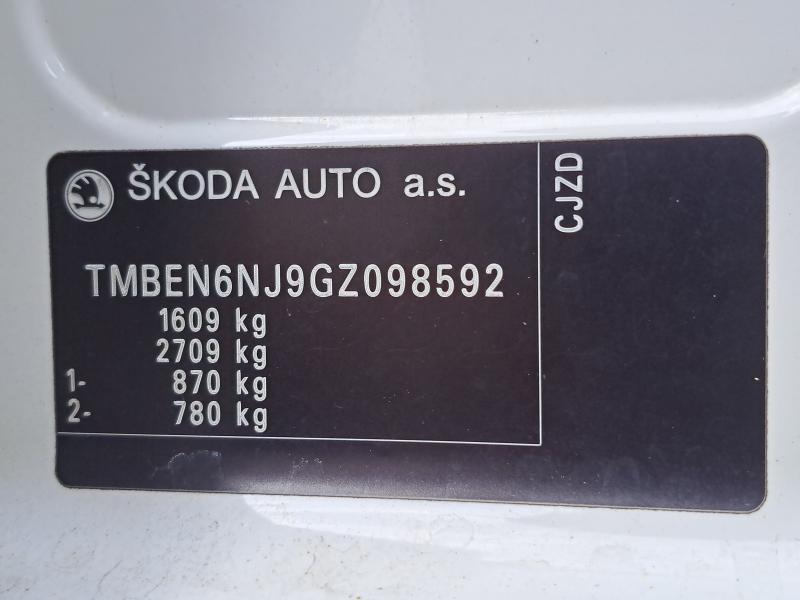 ŠKODA AUTO a.s.
CJZD
TMBEN6NJ9GZ098592
1609 kg
2709 kg
1- 870 kg
2- 780 kg